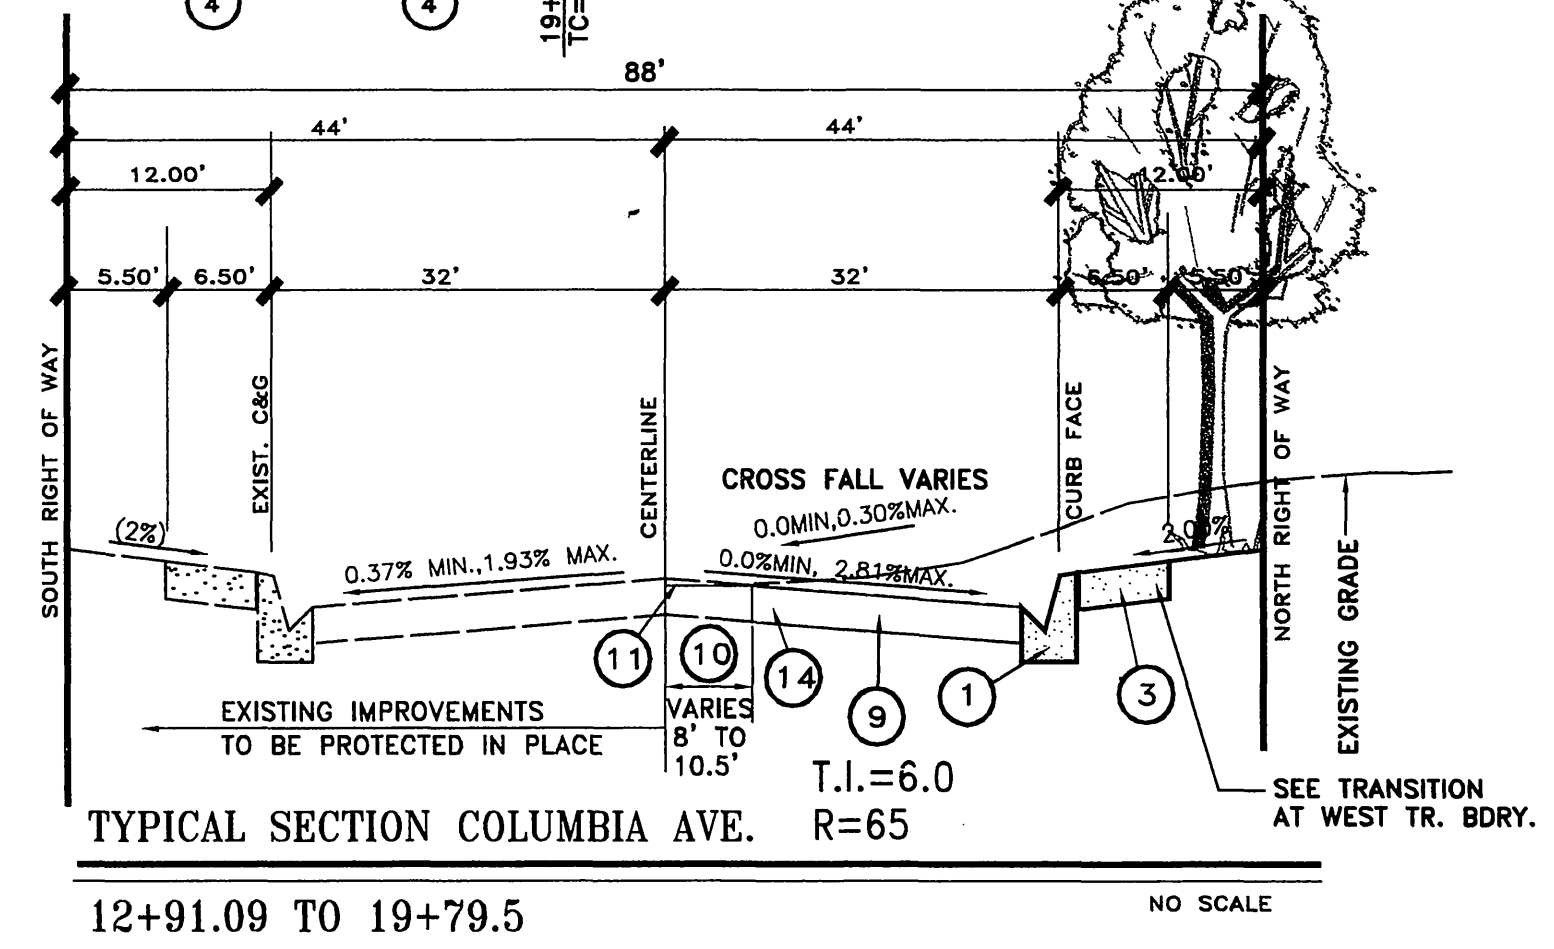 4
4
19+
TC=
88'
44'
44'
12.00'
12.00'
5.50'
6.50'
32'
32'
6.50'
5.50'
SOUTH RIGHT OF WAY
EXIST. C&G
CENTERLINE
CURB FACE
NORTH RIGHT OF WAY
EXISTING GRADE
CROSS FALL VARIES
0.0MIN,0.30%MAX.
(2%)
2.00%
0.37% MIN.,1.93% MAX.
0.0%MIN, 2.81%MAX.
11
10
14
9
1
3
EXISTING IMPROVEMENTS
TO BE PROTECTED IN PLACE
VARIES
8' TO
10.5'
T.I.=6.0
R=65
SEE TRANSITION
AT WEST TR. BDRY.
TYPICAL SECTION COLUMBIA AVE.
NO SCALE
12+91.09 TO 19+79.5